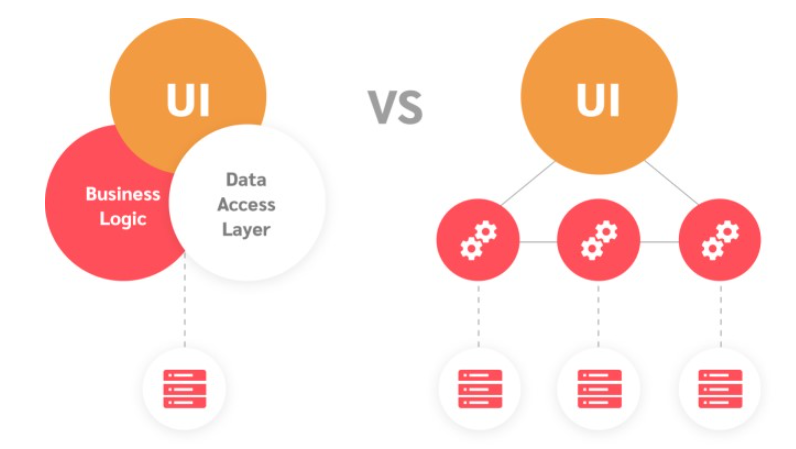 UI
Business
Logic
Data
Access
Layer
VS
UI